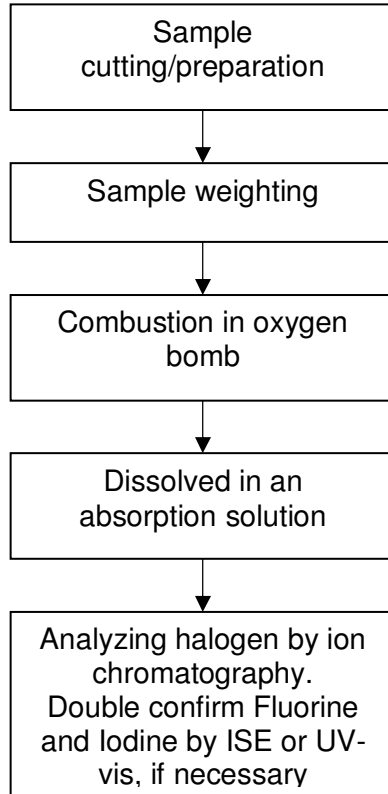 Sample
cutting/preparation
Sample weighting
Combustion in oxygen
bomb
Dissolved in an
absorption solution
Analyzing halogen by ion
chromatography.
Double confirm Fluorine
and Iodine by ISE or UV-
vis, if necessary